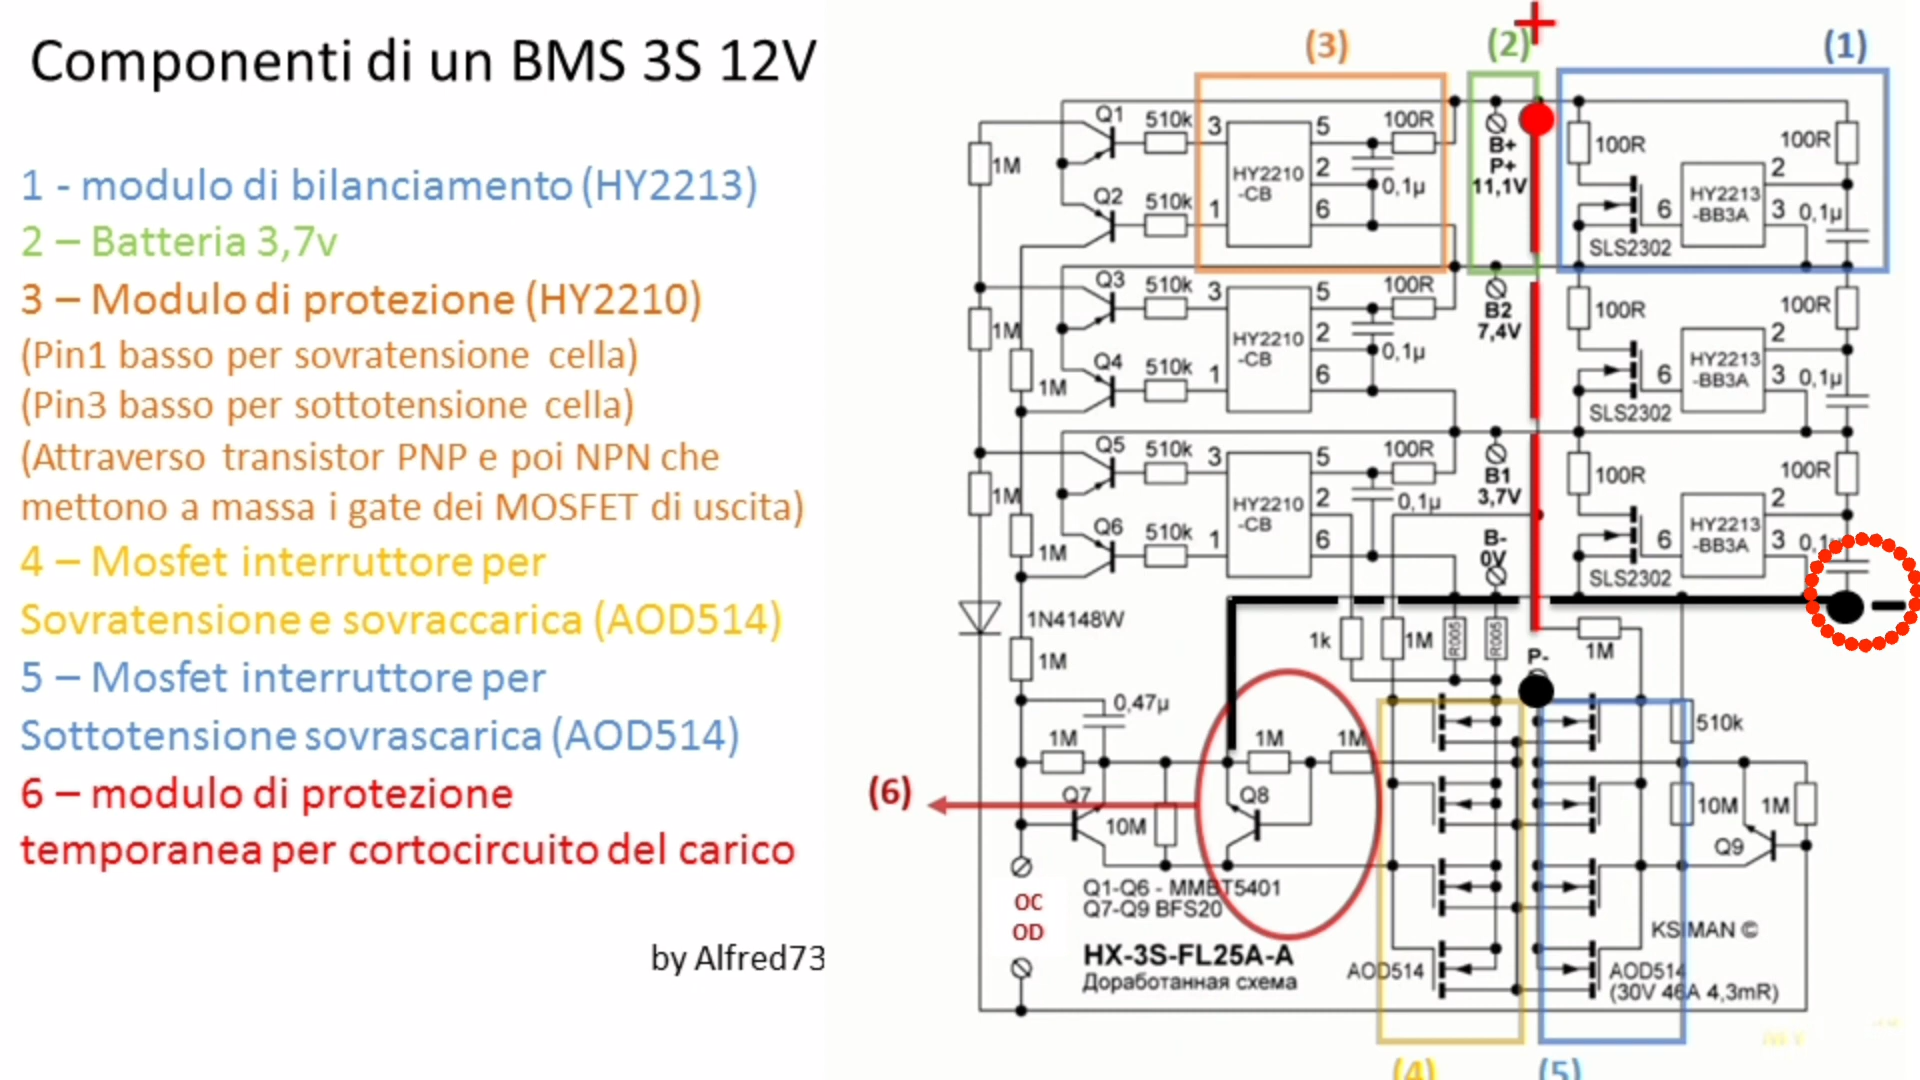 Componenti di un BMS 3S 12V
1 - modulo di bilanciamento (HY2213)
2 – Batteria 3,7v
3 – Modulo di protezione (HY2210)
(Pin1 basso per sovratensione cella)
(Pin3 basso per sottotensione cella)
(Attraverso transistor PNP e poi NPN che
mettono a massa i gate dei MOSFET di uscita)
4 – Mosfet interruttore per
Sovratensione e sovraccarica (AOD514)
5 – Mosfet interruttore per
Sottotensione sovrascarica (AOD514)
6 – modulo di protezione
temporanea per cortocircuito del carico
by Alfred73
(3) (2) + (1)
Q1 510k 3 5 100R
1M
HY2210
-CB
2
0,1µ
Q2 510k 1 6
B+
P+
11,1V
100R 100R
HY2213
-BB3A
2
6 3 0,1µ
SLS2302
Q3 510k 3 5 100R
1M
HY2210
-CB
2
0,1µ
Q4 510k 1 6
1M
B2
7,4V
100R 100R
HY2213
-BB3A
2
6 3 0,1µ
SLS2302
Q5 510k 3 5 100R
1M
HY2210
-CB
2
0,1µ
Q6 510k 1 6
1M
B1
3,7V
B-
0V
100R 100R
HY2213
-BB3A
2
6 3 0,1µ
SLS2302
1N4148W
1M
1k 1M R005 R005
P-
1M
0,47µ
1M 1M 1M
510k
(6)
Q7 10M Q8
10M 1M
Q9
OC
OD
Q1-Q6 - MMBT5401
Q7-Q9 BFS20
HX-3S-FL25A-A
Доработанная схема
KSIMAN ©
AOD514
AOD514
(30V 46A 4,3mR)
(4) (5)